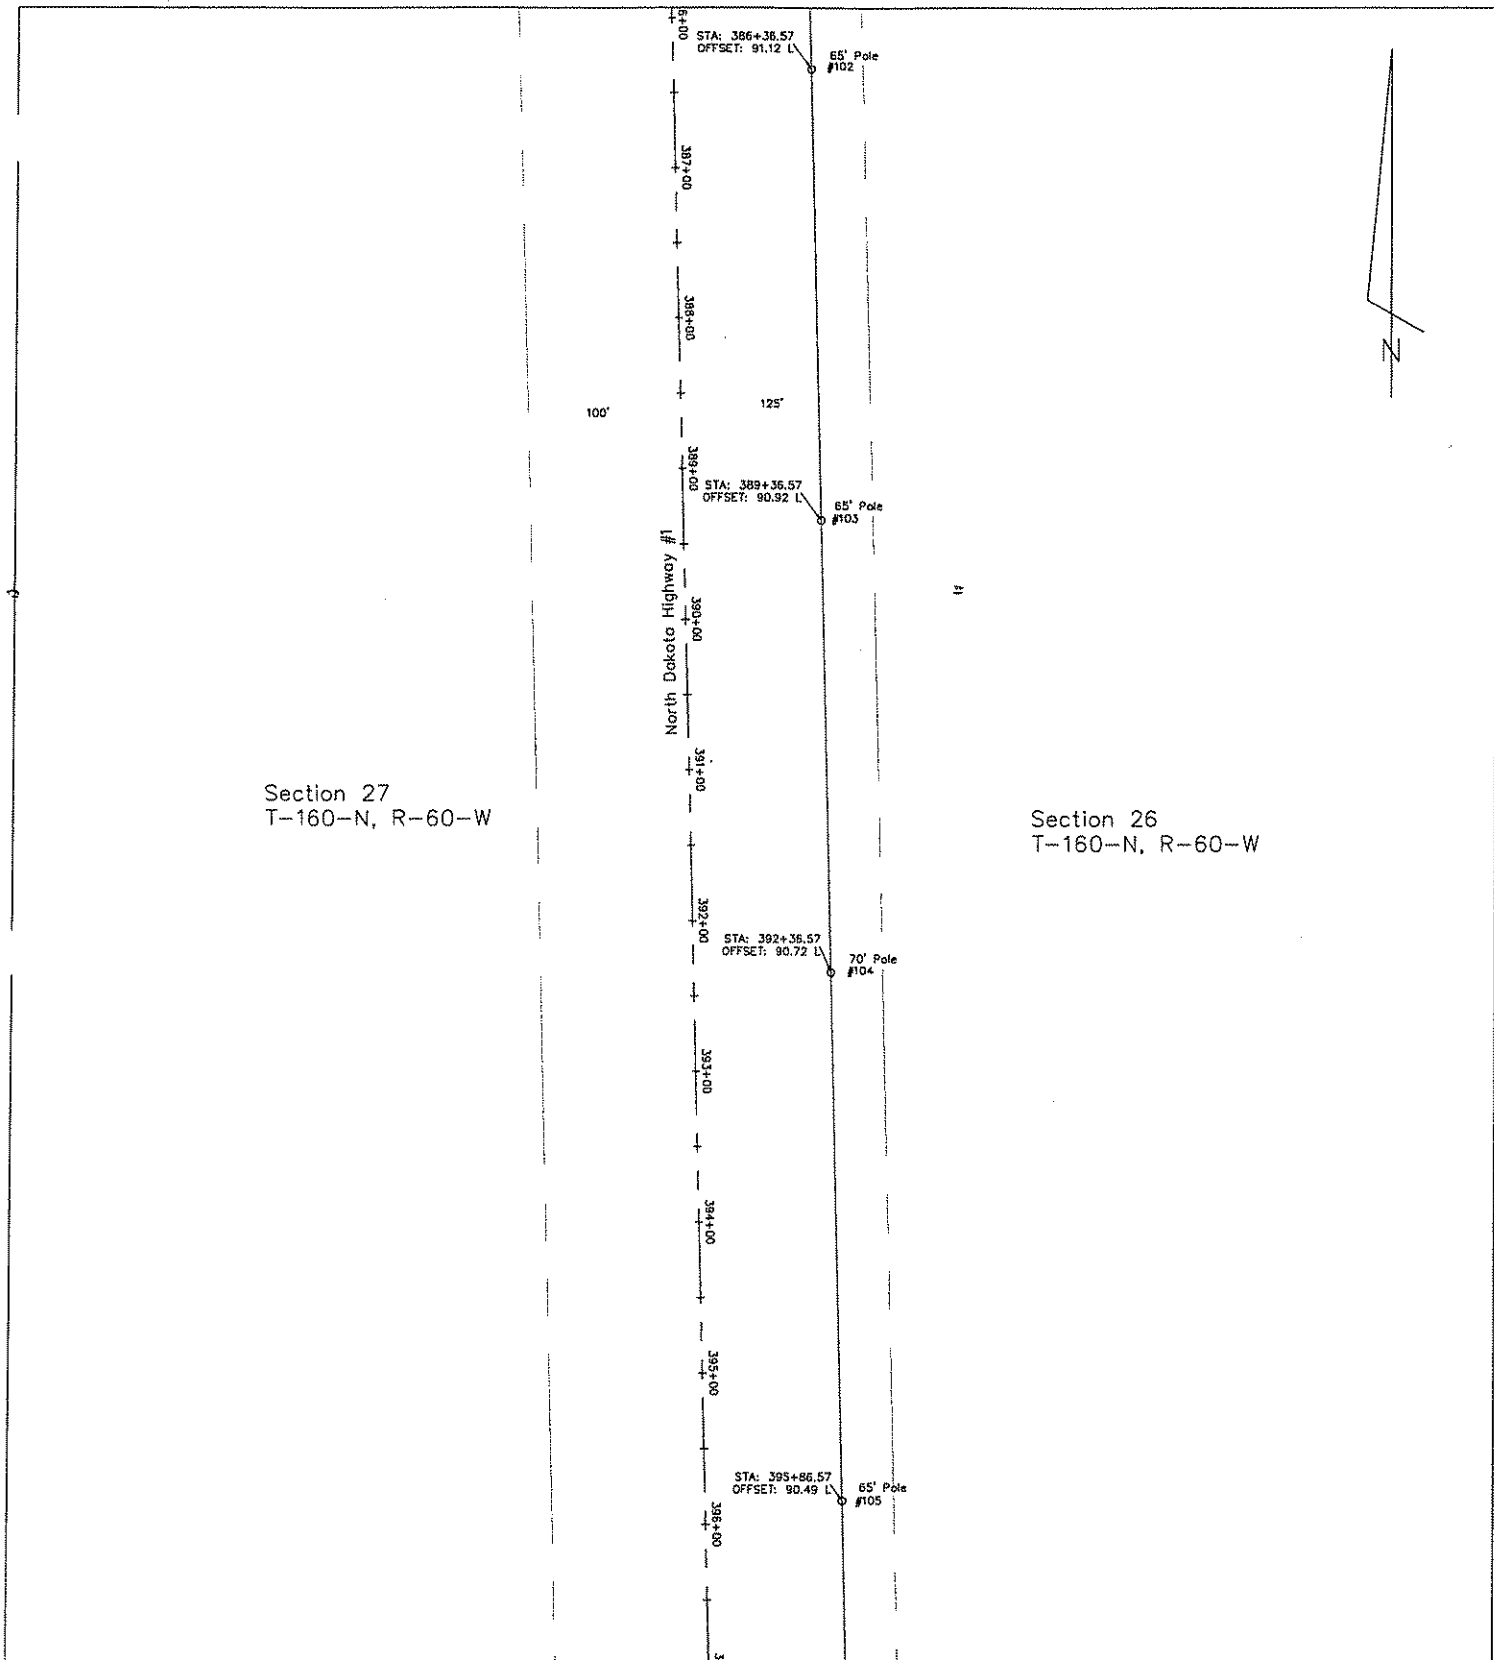 6+00
STA: 386+36.57
OFFSET: 91.12 L
65' Pole
#102
387+00
388+00
100'
125'
389+00
STA: 389+36.57
OFFSET: 90.92 L
65' Pole
#103
North Dakota Highway #1
390+00
391+00
Section 27
T-160-N, R-60-W
Section 26
T-160-N, R-60-W
392+00
STA: 392+36.57
OFFSET: 90.72 L
70' Pole
#104
393+00
394+00
395+00
STA: 395+86.57
OFFSET: 90.49 L
65' Pole
#105
396+00
3
N